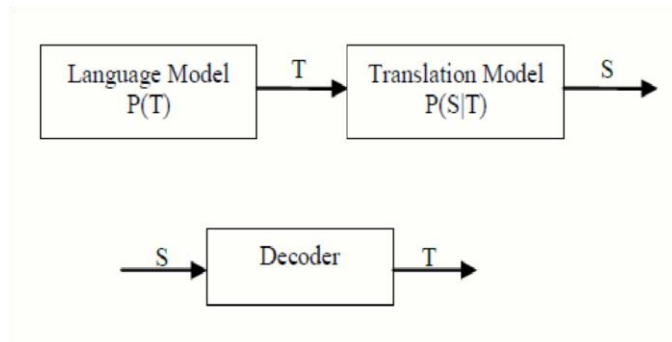 Language Model
P(T)
T
Translation Model
P(S|T)
S
S
Decoder
T